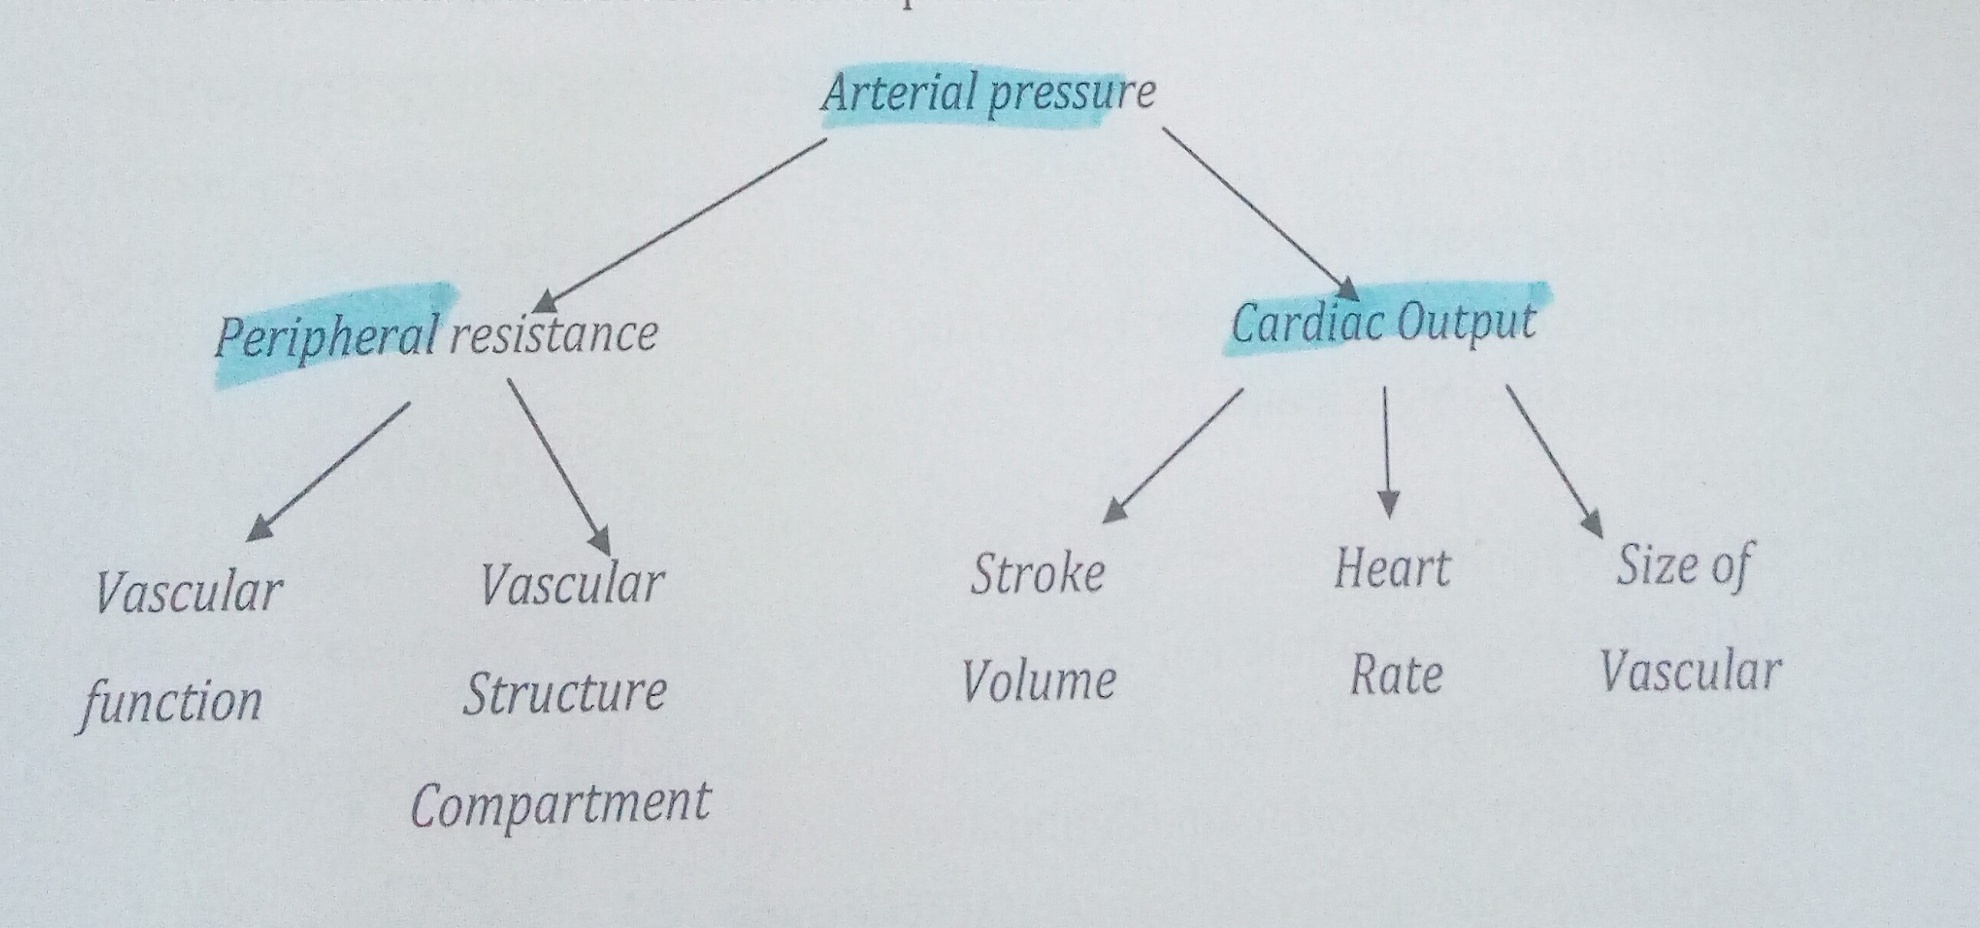 Arterial pressure
Peripheral resistance
Cardiac Output
Vascular
function
Vascular
Structure
Compartment
Stroke
Volume
Heart
Rate
Size of
Vascular